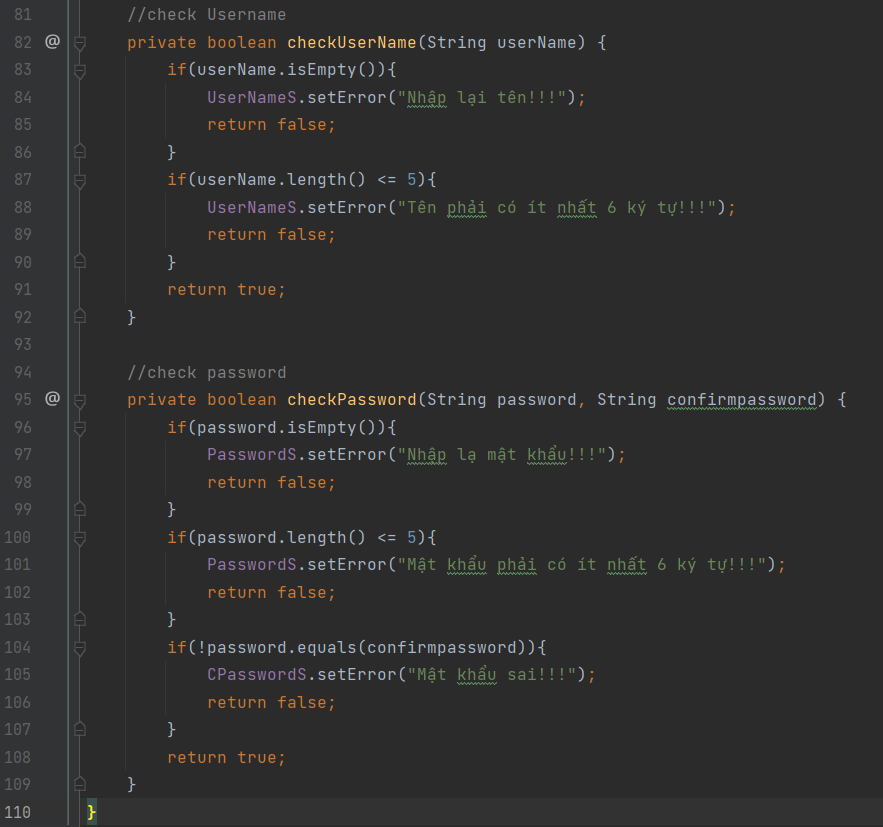 81 //check Username
82 @ private boolean checkUserName(String userName) {
83 if(userName.isEmpty()){
84 UserNameS.setError("Nhập lại tên!!!");
85 return false;
86 }
87 if(userName.length() <= 5){
88 UserNameS.setError("Tên phải có ít nhất 6 ký tự!!!");
89 return false;
90 }
91 return true;
92 }
93
94 //check password
95 @ private boolean checkPassword(String password, String confirmpassword) {
96 if(password.isEmpty()){
97 PasswordS.setError("Nhập lạ mật khẩu!!!");
98 return false;
99 }
100 if(password.length() <= 5){
101 PasswordS.setError("Mật khẩu phải có ít nhất 6 ký tự!!!");
102 return false;
103 }
104 if(!password.equals(confirmpassword)){
105 CPasswordS.setError("Mật khẩu sai!!!");
106 return false;
107 }
108 return true;
109 }
110 }